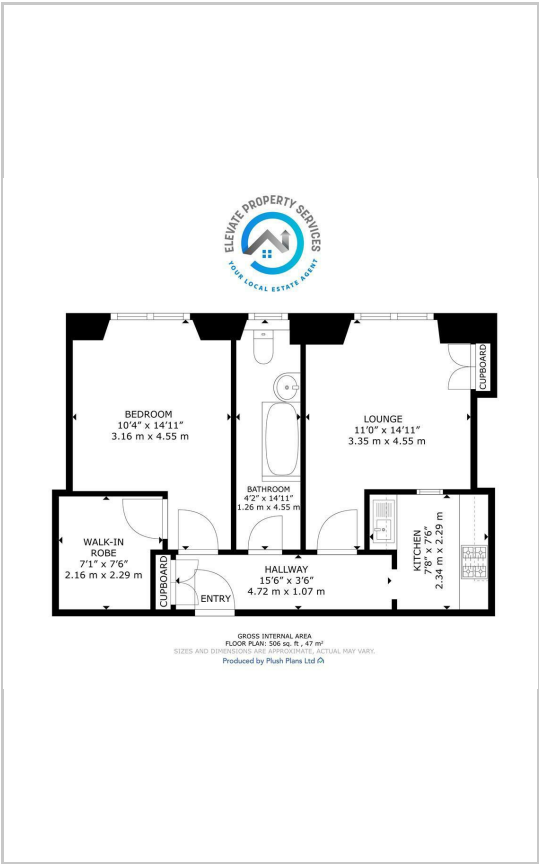 ELEVATE PROPERTY SERVICES
YOUR LOCAL ESTATE AGENT
BEDROOM
10'4" x 14'11"
3.16 m x 4.55 m
BATHROOM
4'2" x 14'11"
1.26 m x 4.55 m
LOUNGE
11'0" x 14'11"
3.35 m x 4.55 m
CUPBOARD
WALK-IN
ROBE
7'1" x 7'6"
2.16 m x 2.29 m
CUPBOARD
ENTRY
HALLWAY
15'6" x 3'6"
4.72 m x 1.07 m
KITCHEN
7'8" x 7'6"
2.34 m x 2.29 m
GROSS INTERNAL AREA
FLOOR PLAN: 506 sq. ft , 47 m²
SIZES AND DIMENSIONS ARE APPROXIMATE, ACTUAL MAY VARY.
Produced by Plush Plans Ltd